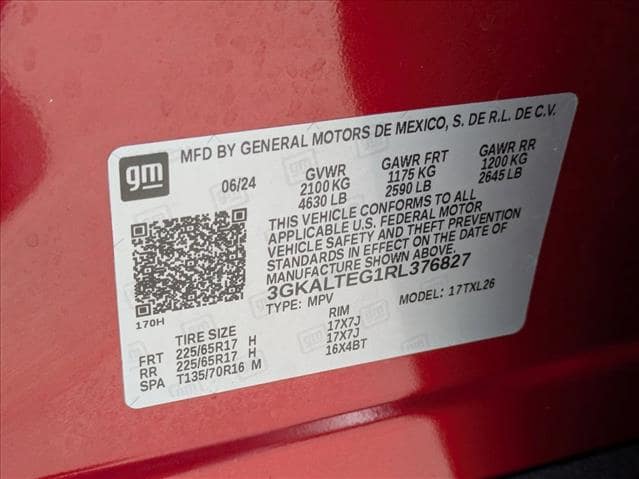 gm
MFD BY GENERAL MOTORS DE MEXICO, S. DE R.L. DE C.V.
06/24 GVWR GAWR FRT GAWR RR
2100 KG 1175 KG 1200 KG
4630 LB 2590 LB 2645 LB
THIS VEHICLE CONFORMS TO ALL
APPLICABLE U.S. FEDERAL MOTOR
VEHICLE SAFETY AND THEFT PREVENTION
STANDARDS IN EFFECT ON THE DATE OF
MANUFACTURE SHOWN ABOVE.
3GKALTEG1RL376827
TYPE: MPV MODEL: 17TXL26
170H
TIRE SIZE RIM
FRT 225/65R17 H 17X7J
RR 225/65R17 H 17X7J
SPA T135/70R16 M 16X4BT